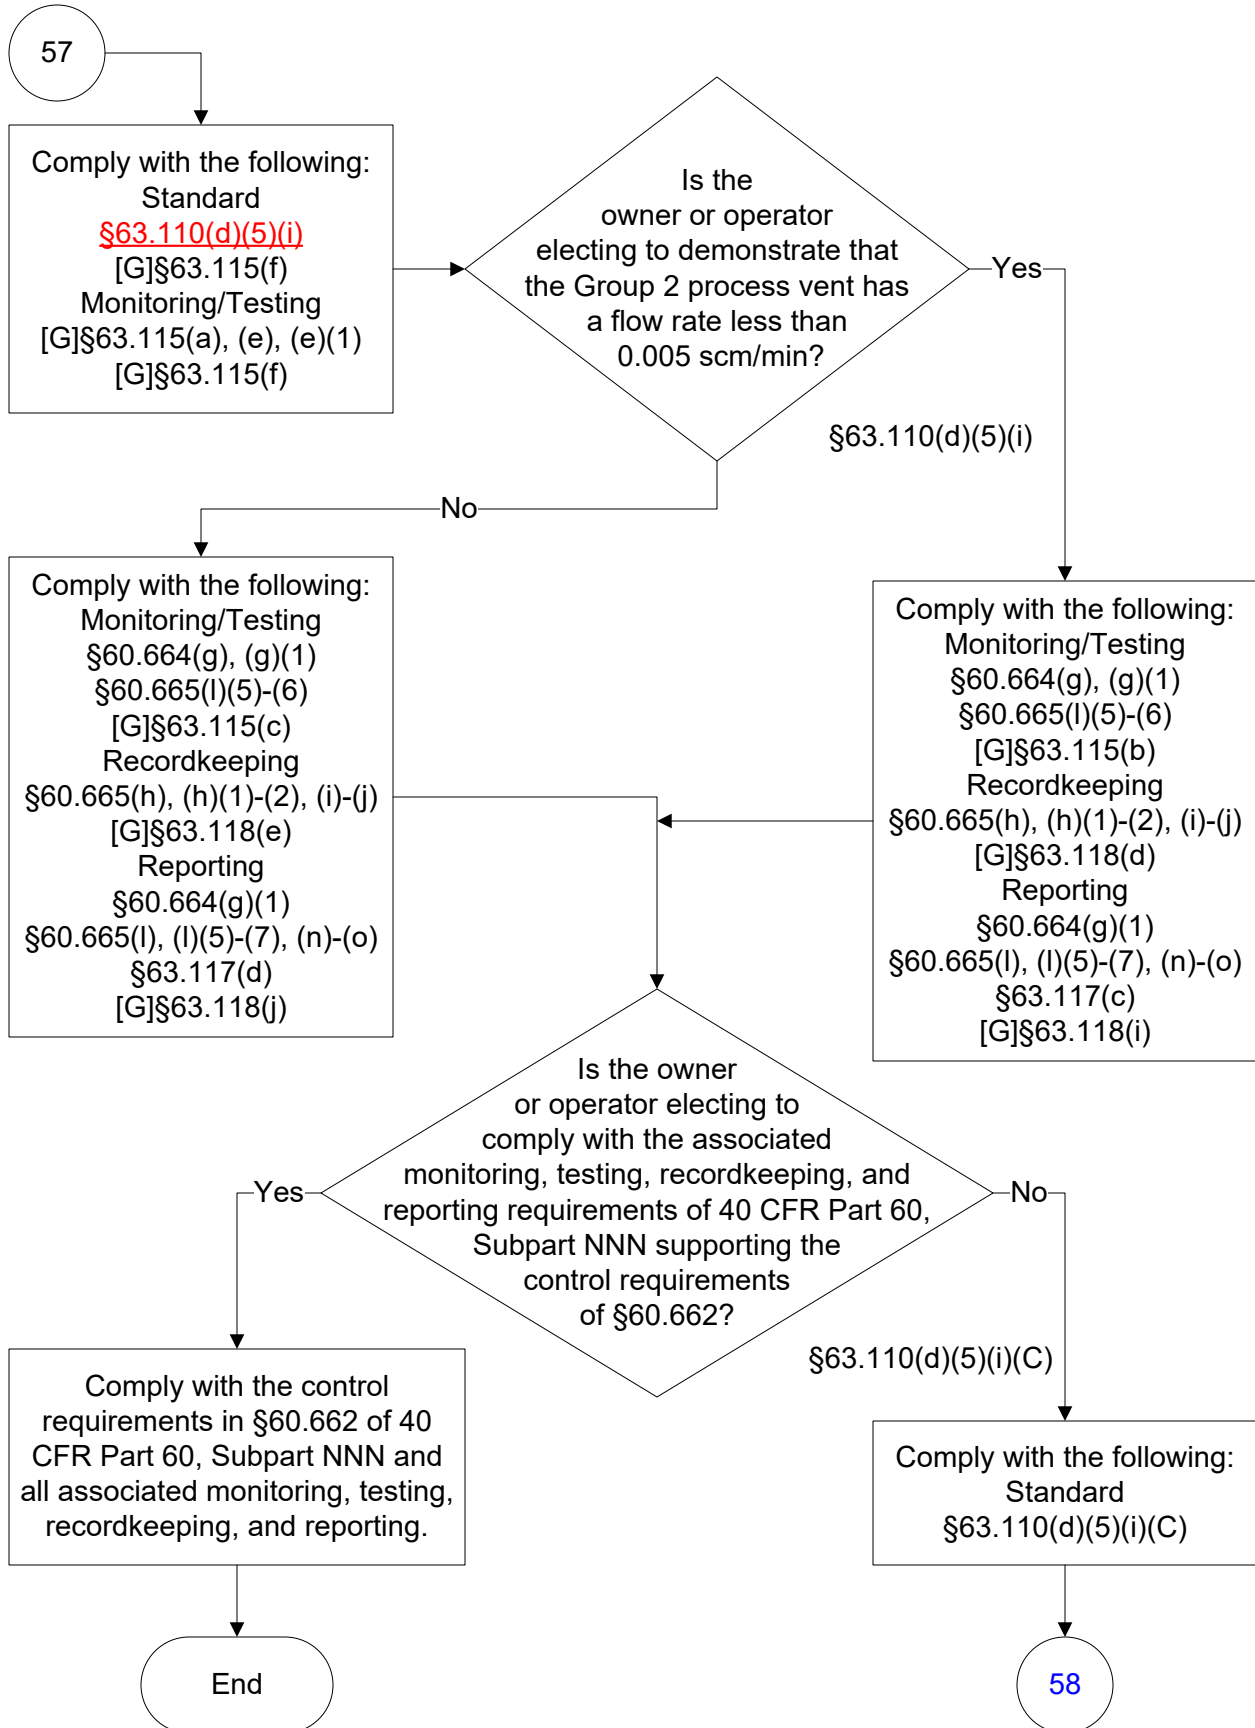 57
Comply with the following:
Standard
§63.110(d)(5)(i)
[G]§63.115(f)
Monitoring/Testing
[G]§63.115(a), (e), (e)(1)
[G]§63.115(f)
Is the
owner or operator
electing to demonstrate that
the Group 2 process vent has
a flow rate less than
0.005 scm/min?
Yes
§63.110(d)(5)(i)
No
Comply with the following:
Monitoring/Testing
§60.664(g), (g)(1)
§60.665(l)(5)-(6)
[G]§63.115(c)
Recordkeeping
§60.665(h), (h)(1)-(2), (i)-(j)
[G]§63.118(e)
Reporting
§60.664(g)(1)
§60.665(l), (l)(5)-(7), (n)-(o)
§63.117(d)
[G]§63.118(j)
Comply with the following:
Monitoring/Testing
§60.664(g), (g)(1)
§60.665(l)(5)-(6)
[G]§63.115(b)
Recordkeeping
§60.665(h), (h)(1)-(2), (i)-(j)
[G]§63.118(d)
Reporting
§60.664(g)(1)
§60.665(l), (l)(5)-(7), (n)-(o)
§63.117(c)
[G]§63.118(i)
Is the owner
or operator electing to
comply with the associated
monitoring, testing, recordkeeping, and
reporting requirements of 40 CFR Part 60,
Subpart NNN supporting the
control requirements
of §60.662?
Yes
No
§63.110(d)(5)(i)(C)
Comply with the control
requirements in §60.662 of 40
CFR Part 60, Subpart NNN and
all associated monitoring, testing,
recordkeeping, and reporting.
Comply with the following:
Standard
§63.110(d)(5)(i)(C)
End
58